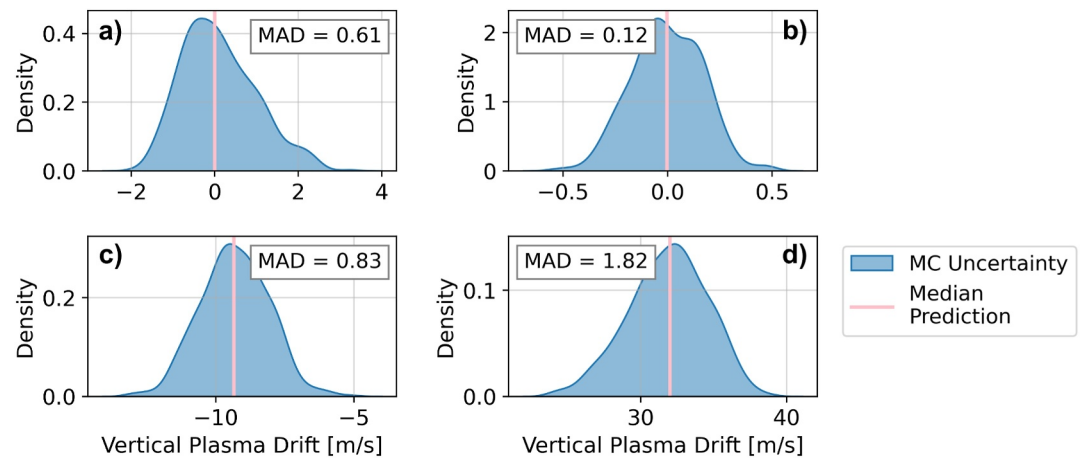 a)
MAD = 0.61
Density
0.4
0.2
0.0
−2
0
2
4
b)
MAD = 0.12
Density
2
1
0
−0.5
0.0
0.5
c)
MAD = 0.83
Density
0.2
0.0
−10
−5
Vertical Plasma Drift [m/s]
d)
MAD = 1.82
Density
0.1
0.0
30
40
Vertical Plasma Drift [m/s]
MC Uncertainty
Median
Prediction